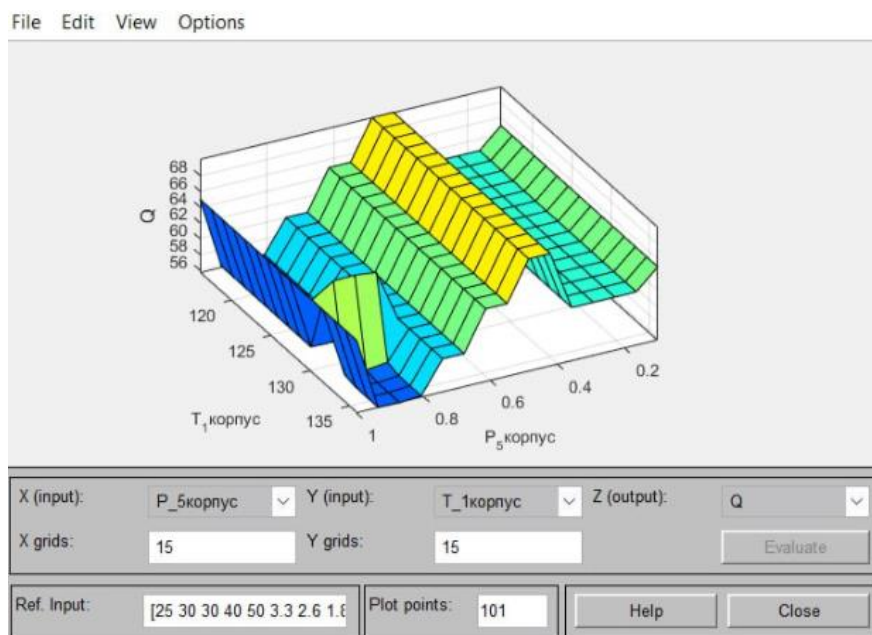 File Edit View Options
68
66
64
62
60
58
56
Q
120
125
130
135
T_1корпус
1
0.8
0.6
0.4
0.2
P_5корпус
X (input): P_5корпус Y (input): T_1корпус Z (output): Q
X grids: 15 Y grids: 15 Evaluate
Ref. Input: [25 30 30 40 50 3.3 2.6 1.8 Plot points: 101 Help Close